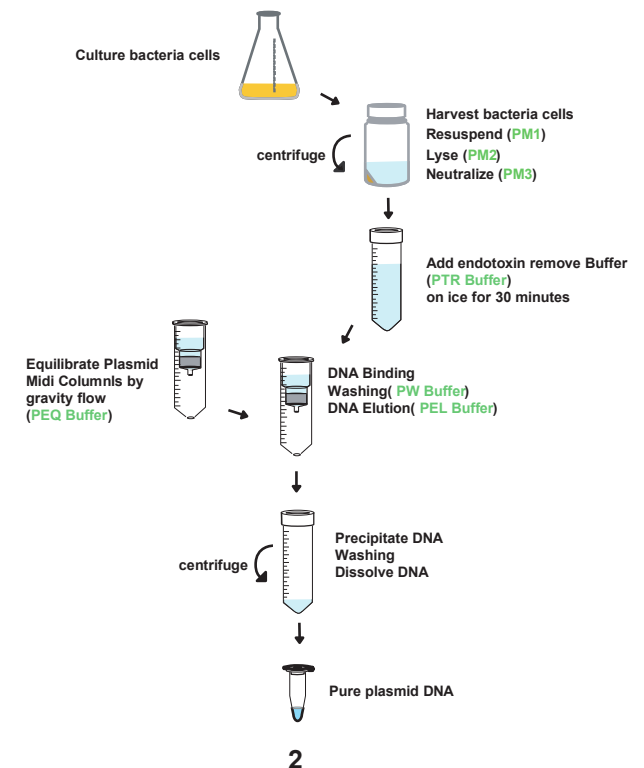 Culture bacteria cells
Harvest bacteria cells
Resuspend (PM1)
Lyse (PM2)
Neutralize (PM3)
centrifuge
Add endotoxin remove Buffer
(PTR Buffer)
on ice for 30 minutes
Equilibrate Plasmid
Midi Columnls by
gravity flow
(PEQ Buffer)
DNA Binding
Washing( PW Buffer)
DNA Elution( PEL Buffer)
Precipitate DNA
Washing
Dissolve DNA
centrifuge
Pure plasmid DNA
2